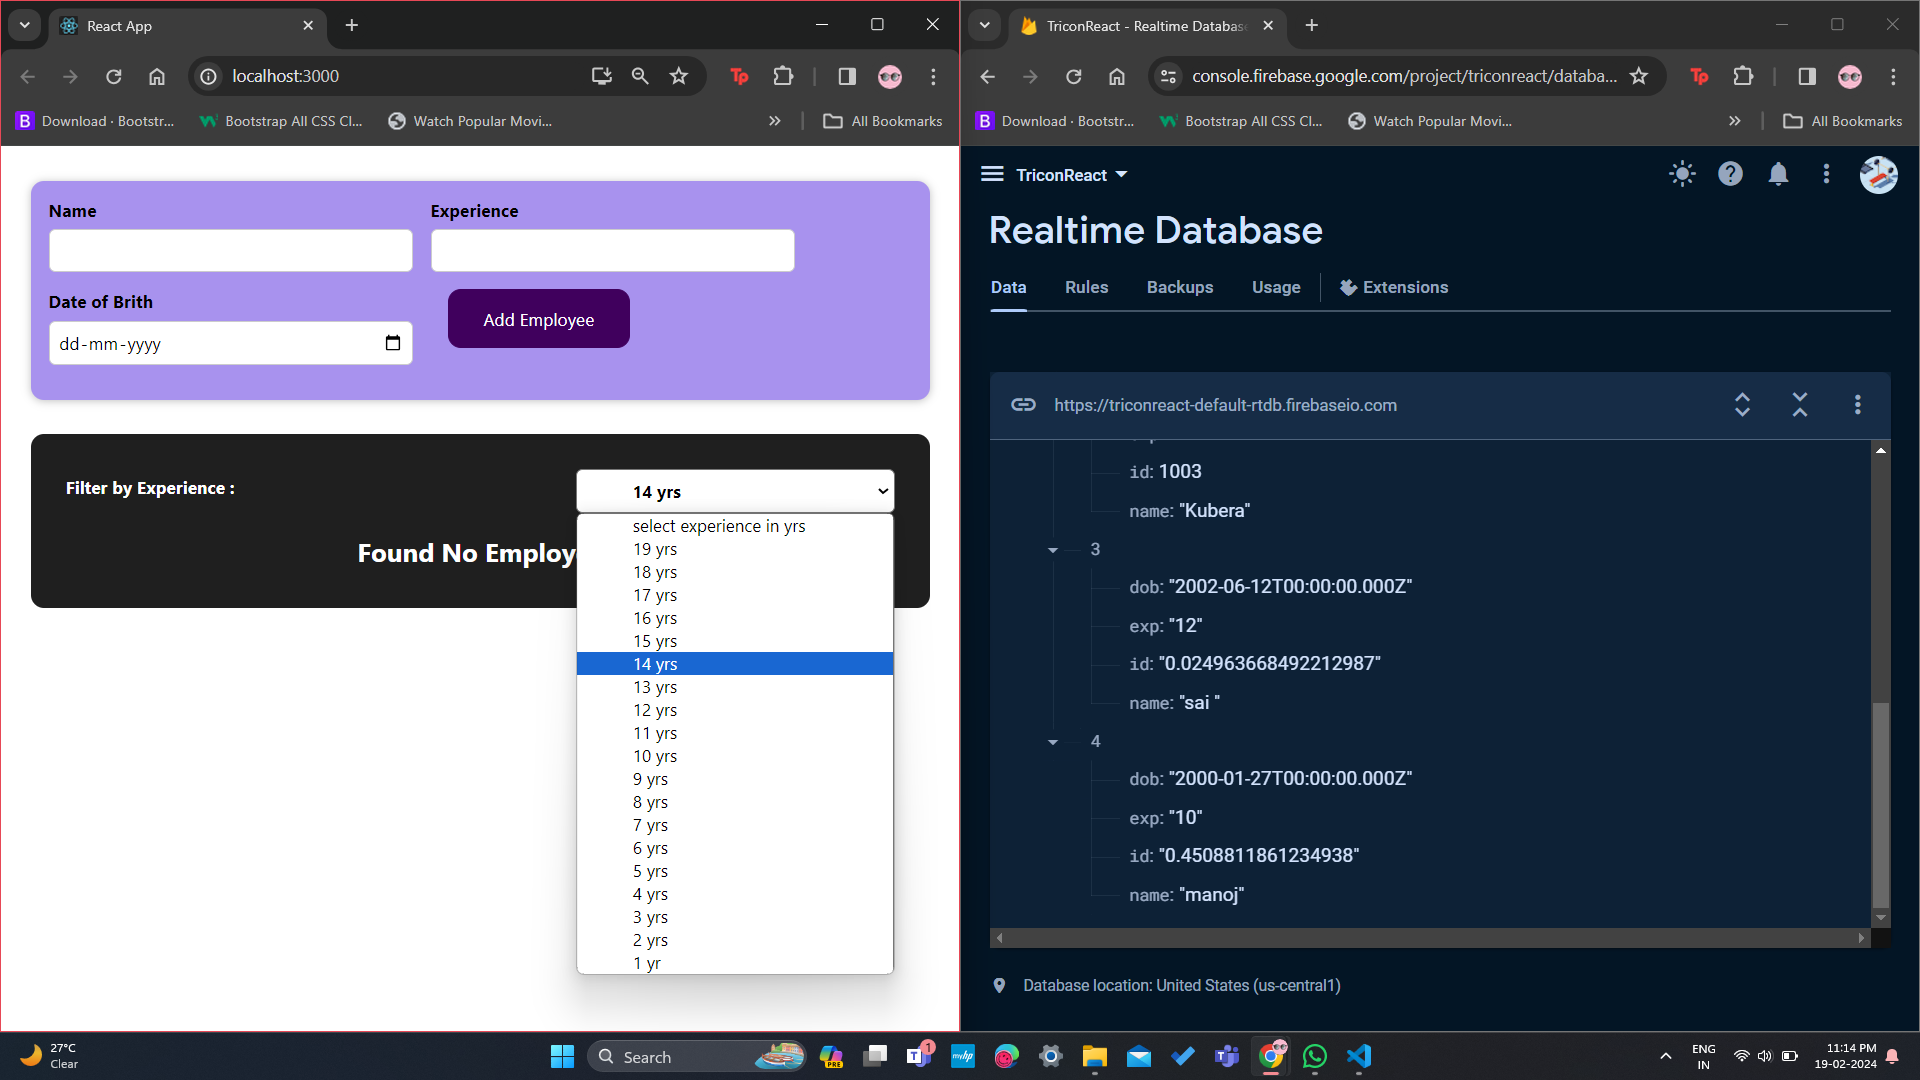 React App
localhost:3000
Download · Bootstr...
Bootstrap All CSS Cl...
Watch Popular Movi...
All Bookmarks
Name
Experience
Date of Brith
dd-mm-yyyy
Add Employee
Filter by Experience :
14 yrs
Found No Employe
select experience in yrs
19 yrs
18 yrs
17 yrs
16 yrs
15 yrs
14 yrs
13 yrs
12 yrs
11 yrs
10 yrs
9 yrs
8 yrs
7 yrs
6 yrs
5 yrs
4 yrs
3 yrs
2 yrs
1 yr
TriconReact - Realtime Databas
console.firebase.google.com/project/triconreact/databa...
Download · Bootstr...
Bootstrap All CSS Cl...
Watch Popular Movi...
All Bookmarks
TriconReact
Realtime Database
Data
Rules
Backups
Usage
Extensions
https://triconreact-default-rtdb.firebaseio.com
id: 1003
name: "Kubera"
3
dob: "2002-06-12T00:00:00.000Z"
exp: "12"
id: "0.024963668492212987"
name: "sai "
4
dob: "2000-01-27T00:00:00.000Z"
exp: "10"
id: "0.4508811861234938"
name: "manoj"
Database location: United States (us-central1)
27°C
Clear
Search
PRE
1
myhp
ENG
IN
11:14 PM
19-02-2024